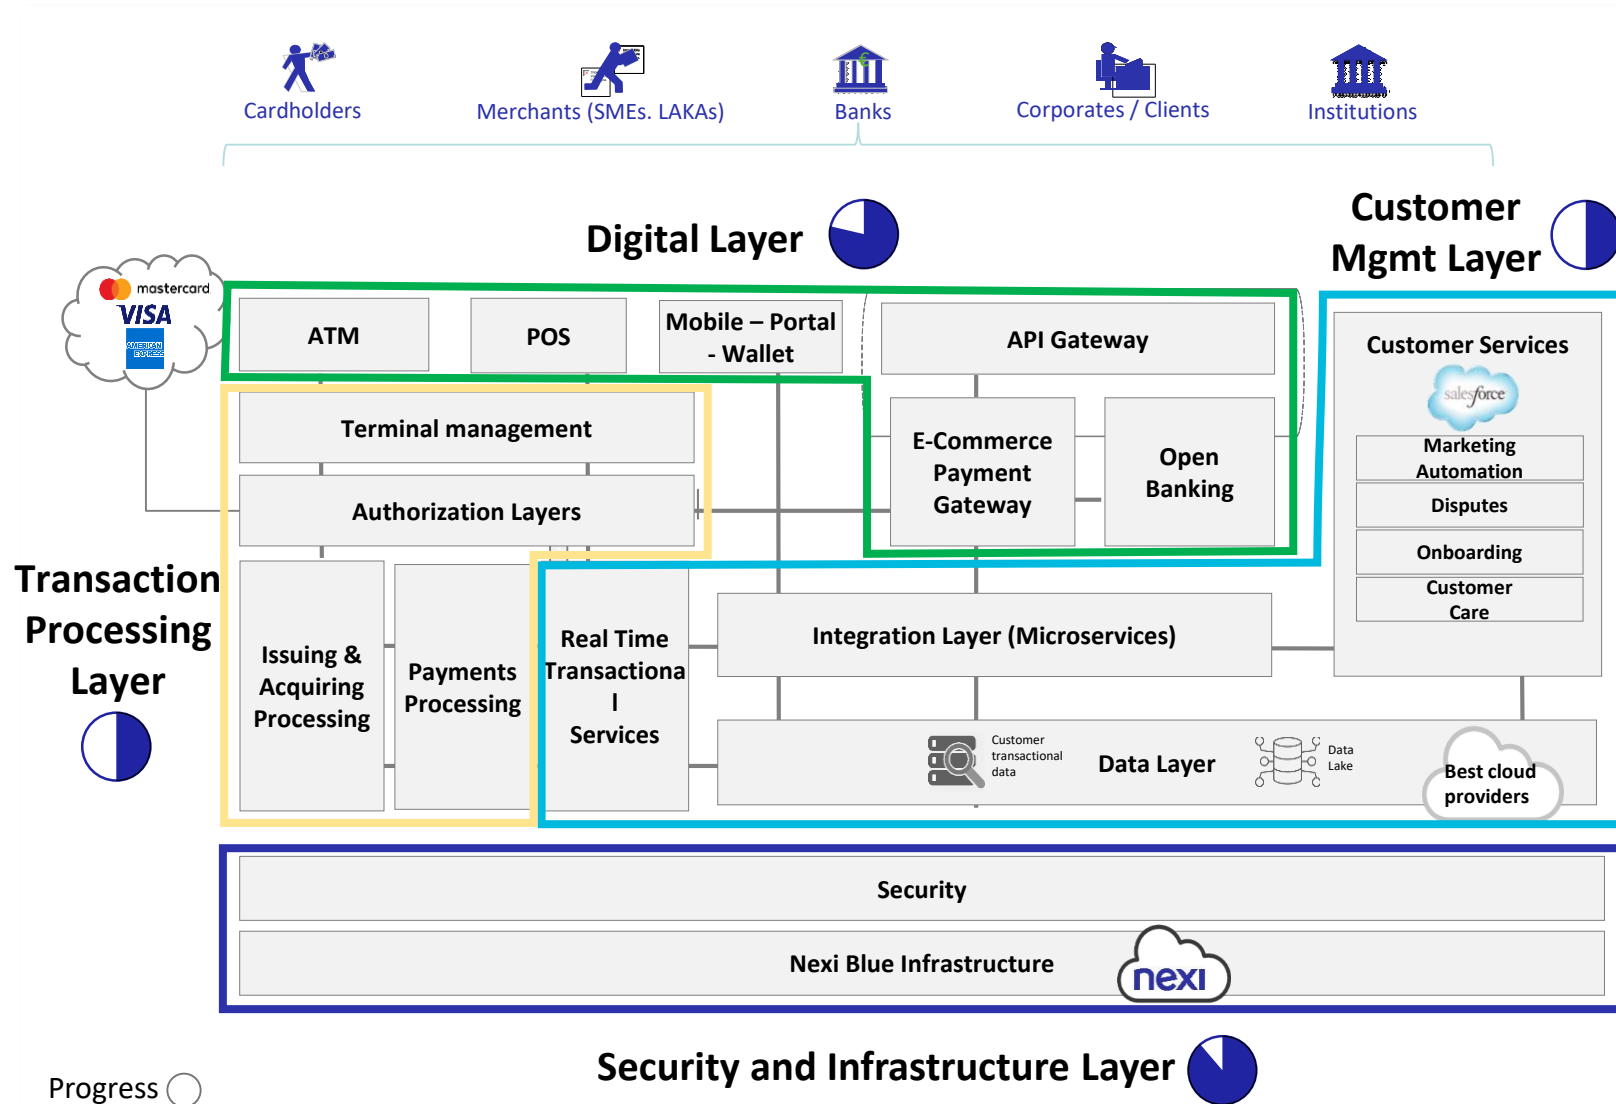 Cardholders
Merchants (SMEs. LAKAs)
Banks
Corporates / Clients
Institutions
Digital Layer
Customer
Mgmt Layer
mastercard
VISA
AMERICAN
EXPRESS
ATM
POS
Mobile – Portal
- Wallet
API Gateway
Customer Services
salesforce
Marketing
Automation
Disputes
Onboarding
Customer
Care
Terminal management
Authorization Layers
E-Commerce
Payment
Gateway
Open
Banking
Transaction
Processing
Layer
Issuing &
Acquiring
Processing
Payments
Processing
Real Time
Transactiona
l
Services
Integration Layer (Microservices)
Customer
transactional
data
Data Layer
Data
Lake
Best cloud
providers
Security
Nexi Blue Infrastructure
nexi
Security and Infrastructure Layer
Progress